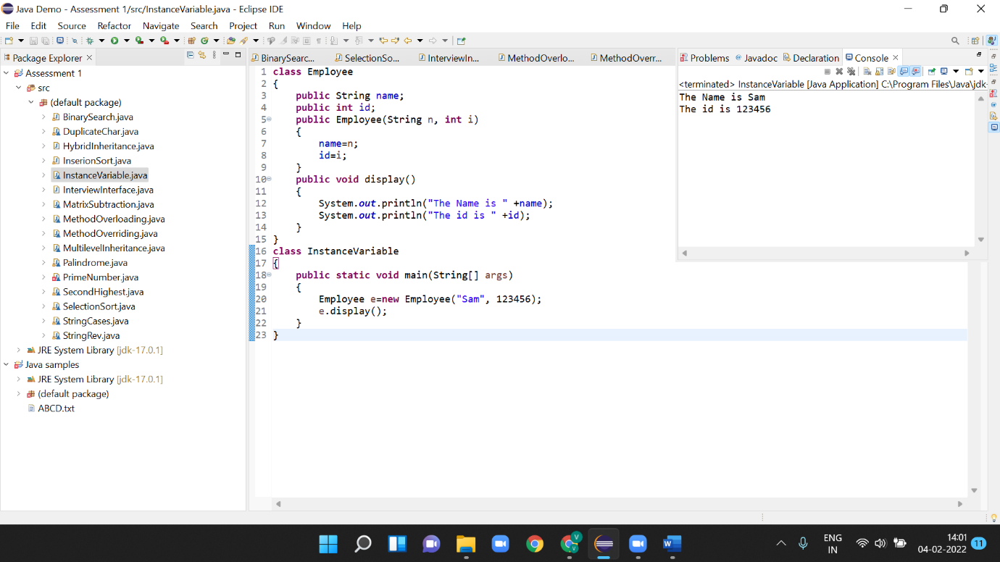 Java Demo - Assessment 1/src/InstanceVariable.java - Eclipse IDE
File Edit Source Refactor Navigate Search Project Run Window Help
Package Explorer
Assessment 1
src
(default package)
BinarySearch.java
DuplicateChar.java
HybridInheritance.java
InserionSort.java
InstanceVariable.java
InterviewInterface.java
MatrixSubtraction.java
MethodOverloading.java
MethodOverriding.java
MultilevelInheritance.java
Palindrome.java
PrimeNumber.java
SecondHighest.java
SelectionSort.java
StringCases.java
StringRev.java
JRE System Library [jdk-17.0.1]
Java samples
JRE System Library [jdk-17.0.1]
(default package)
ABCD.txt
BinarySearc... SelectionSo... InterviewIn... MethodOverlo... MethodOverr...
1 class Employee
2 {
3 public String name;
4 public int id;
5 public Employee(String n, int i)
6 {
7 name=n;
8 id=i;
9 }
10 public void display()
11 {
12 System.out.println("The Name is " +name);
13 System.out.println("The id is " +id);
14 }
15 }
16 class InstanceVariable
17 {
18 public static void main(String[] args)
19 {
20 Employee e=new Employee("Sam", 123456);
21 e.display();
22 }
23 }
Problems Javadoc Declaration Console
<terminated> InstanceVariable [Java Application] C:\Program Files\Java\jdk-
The Name is Sam
The id is 123456
ENG
IN
14:01
04-02-2022
11